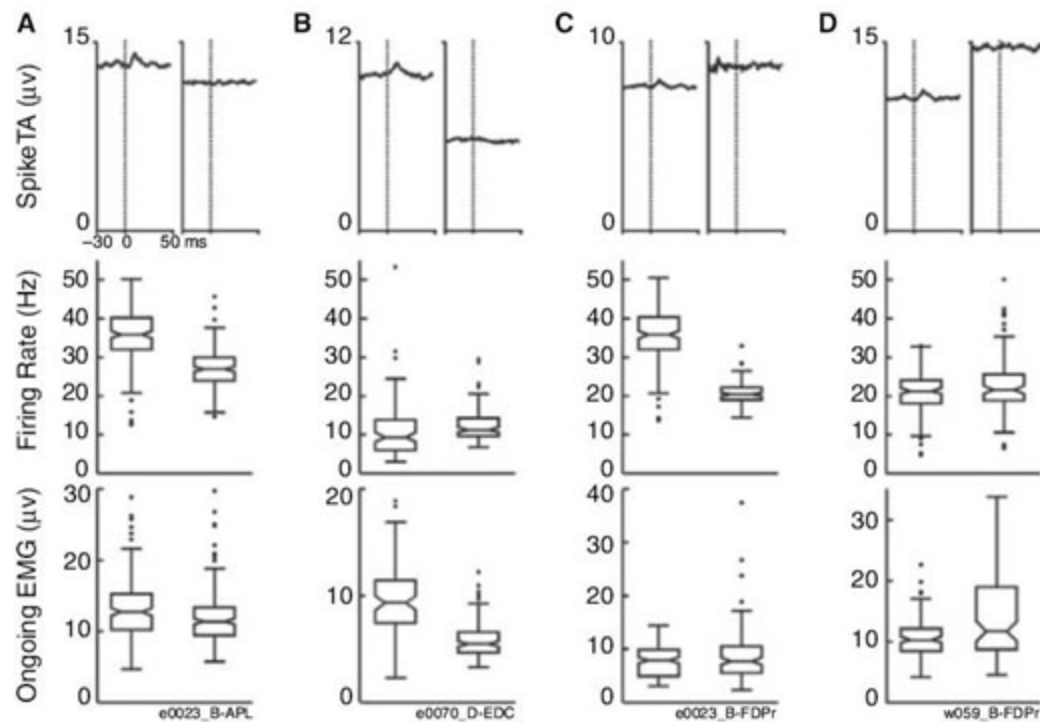 A B C D
SpikeTA (μv)
15 12 10 15
0 0 0 0
−30 0 50 ms
Firing Rate (Hz)
50 50 50 50
40 40 40 40
30 30 30 30
20 20 20 20
10 10 10 10
0 0 0 0
Ongoing EMG (μv)
30 20 40 30
20 10 30 20
10 0 20 10
0 10 0
0
e0023_B-APL e0070_D-EDC e0023_B-FDPr w059_B-FDPr